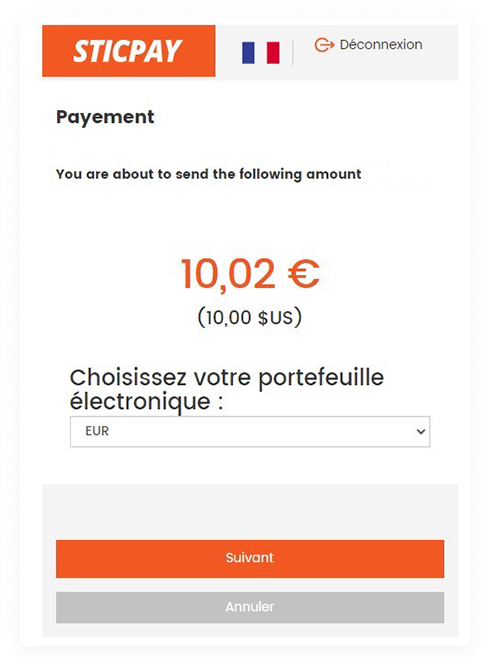 STICPAY
Déconnexion
Payement
You are about to send the following amount
10,02 €
(10,00 $US)
Choisissez votre portefeuille
électronique :
EUR
Suivant
Annuler